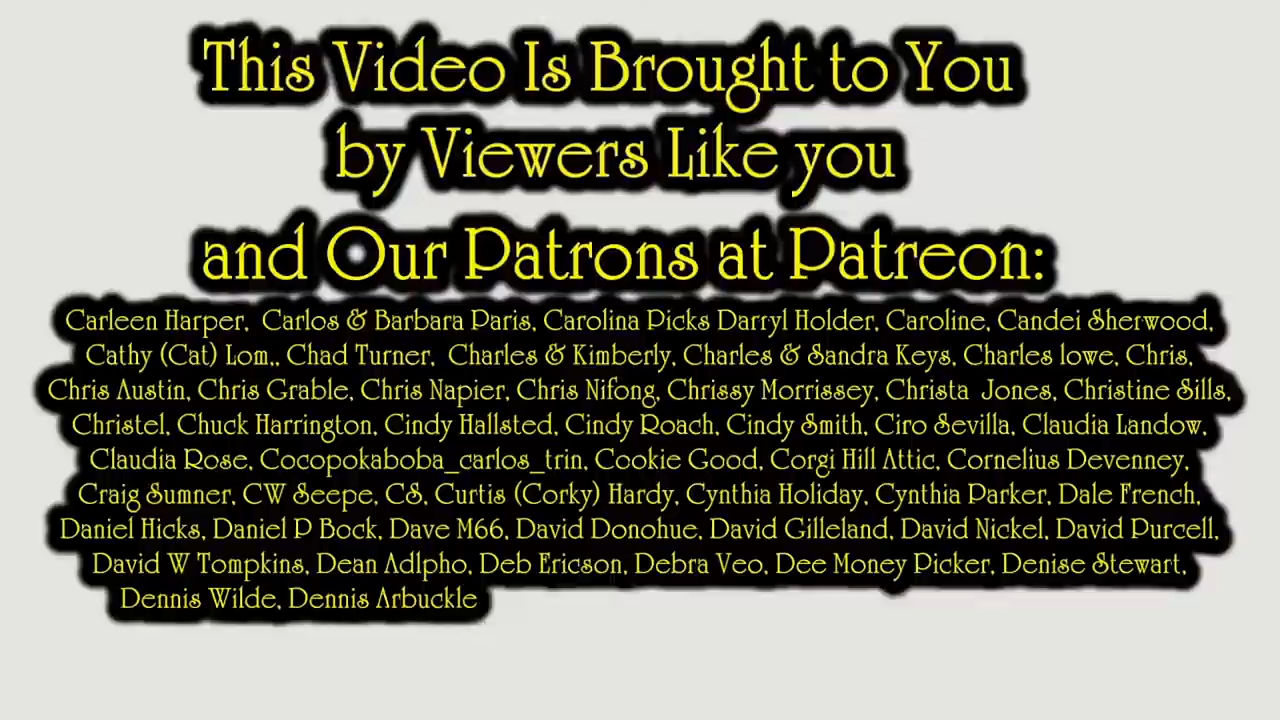 This Video Is Brought to You
by Viewers Like you
and Our Patrons at Patreon:
Carleen Harper,  Carlos & Barbara Paris, Carolina Picks Darryl Holder, Caroline, Candei Sherwood,
Cathy (Cat) Lom,, Chad Turner,  Charles & Kimberly, Charles & Sandra Keys, Charles lowe, Chris,
Chris Austin, Chris Grable, Chris Napier, Chris Nifong, Chrissy Morrissey, Christa  Jones, Christine Sills,
Christel, Chuck Harrington, Cindy Hallsted, Cindy Roach, Cindy Smith, Ciro Sevilla, Claudia Landow,
Claudia Rose, Cocopokaboba_carlos_trin, Cookie Good, Corgi Hill Attic, Cornelius Devenney,
Craig Sumner, CW Seepe, CS, Curtis (Corky) Hardy, Cynthia Holiday, Cynthia Parker, Dale French,
Daniel Hicks, Daniel P Bock, Dave M66, David Donohue, David Gilleland, David Nickel, David Purcell,
David W Tompkins, Dean Adlpho, Deb Ericson, Debra Veo, Dee Money Picker, Denise Stewart,
Dennis Wilde, Dennis Arbuckle